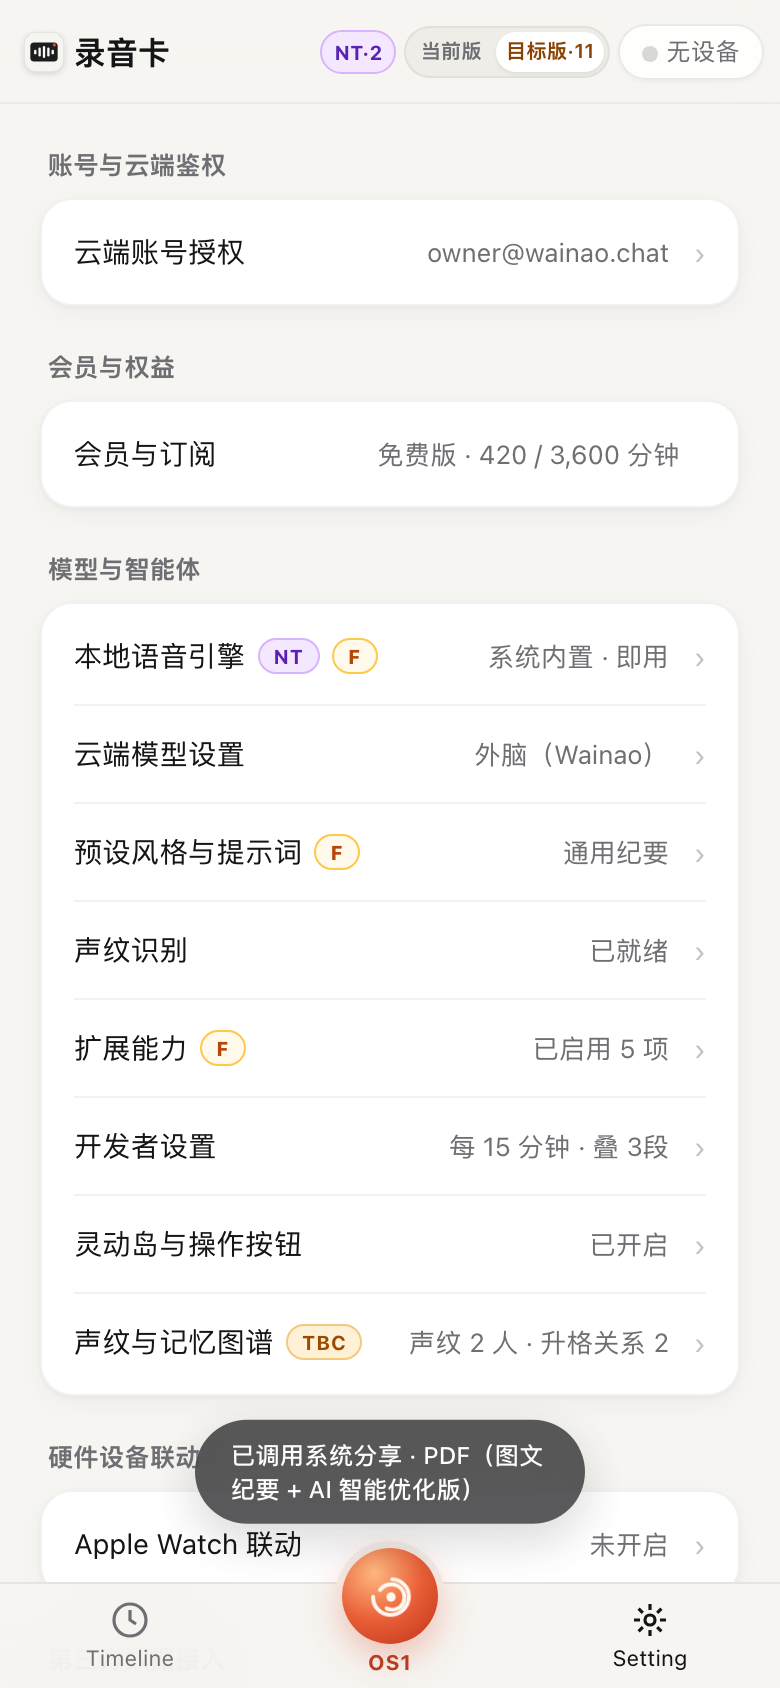 录音卡
NT·2
当前版
目标版·11
无设备
账号与云端鉴权
云端账号授权
owner@wainao.chat
会员与权益
会员与订阅
免费版 · 420 / 3,600 分钟
模型与智能体
本地语音引擎 NT F
系统内置 · 即用
云端模型设置
外脑（Wainao）
预设风格与提示词 F
通用纪要
声纹识别
已就绪
扩展能力 F
已启用 5 项
开发者设置
每 15 分钟 · 叠 3段
灵动岛与操作按钮
已开启
声纹与记忆图谱 TBC
声纹 2 人 · 升格关系 2
硬件设备联动
已调用系统分享 · PDF（图文
纪要 + AI 智能优化版）
Apple Watch 联动
未开启
Timeline
OS1
Setting